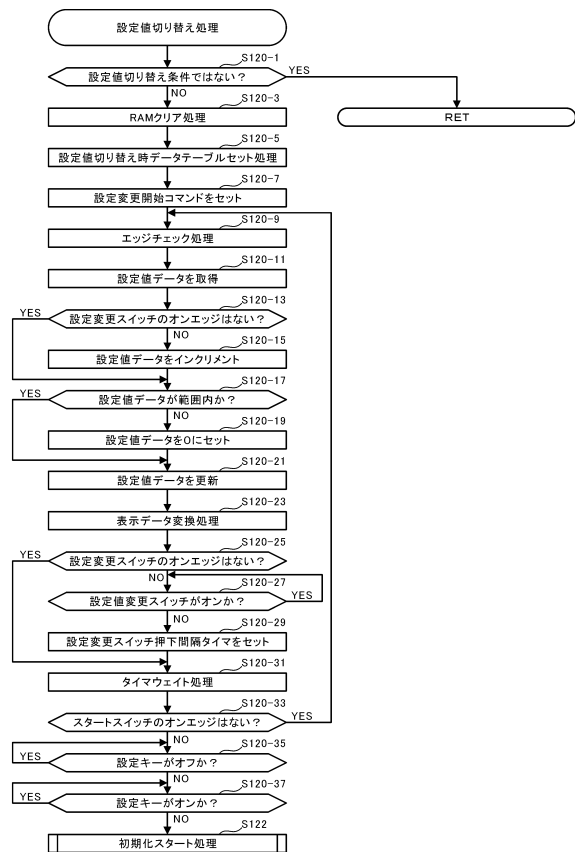 設定値切り替え処理
S120-1
設定値切り替え条件ではない？
YES
NO
S120-3
RAMクリア処理
RET
S120-5
設定値切り替え時データテーブルセット処理
S120-7
設定変更開始コマンドをセット
S120-9
エッジチェック処理
S120-11
設定値データを取得
S120-13
YES
設定変更スイッチのオンエッジはない？
NO
S120-15
設定値データをインクリメント
S120-17
YES
設定値データが範囲内か？
NO
S120-19
設定値データを0にセット
S120-21
設定値データを更新
S120-23
表示データ変換処理
S120-25
YES
設定変更スイッチのオンエッジはない？
NO
S120-27
設定値変更スイッチがオンか？
YES
NO
S120-29
設定変更スイッチ押下間隔タイマをセット
S120-31
タイマウェイト処理
S120-33
スタートスイッチのオンエッジはない？
YES
NO
S120-35
設定キーがオフか？
YES
NO
S120-37
設定キーがオンか？
YES
NO
S122
初期化スタート処理